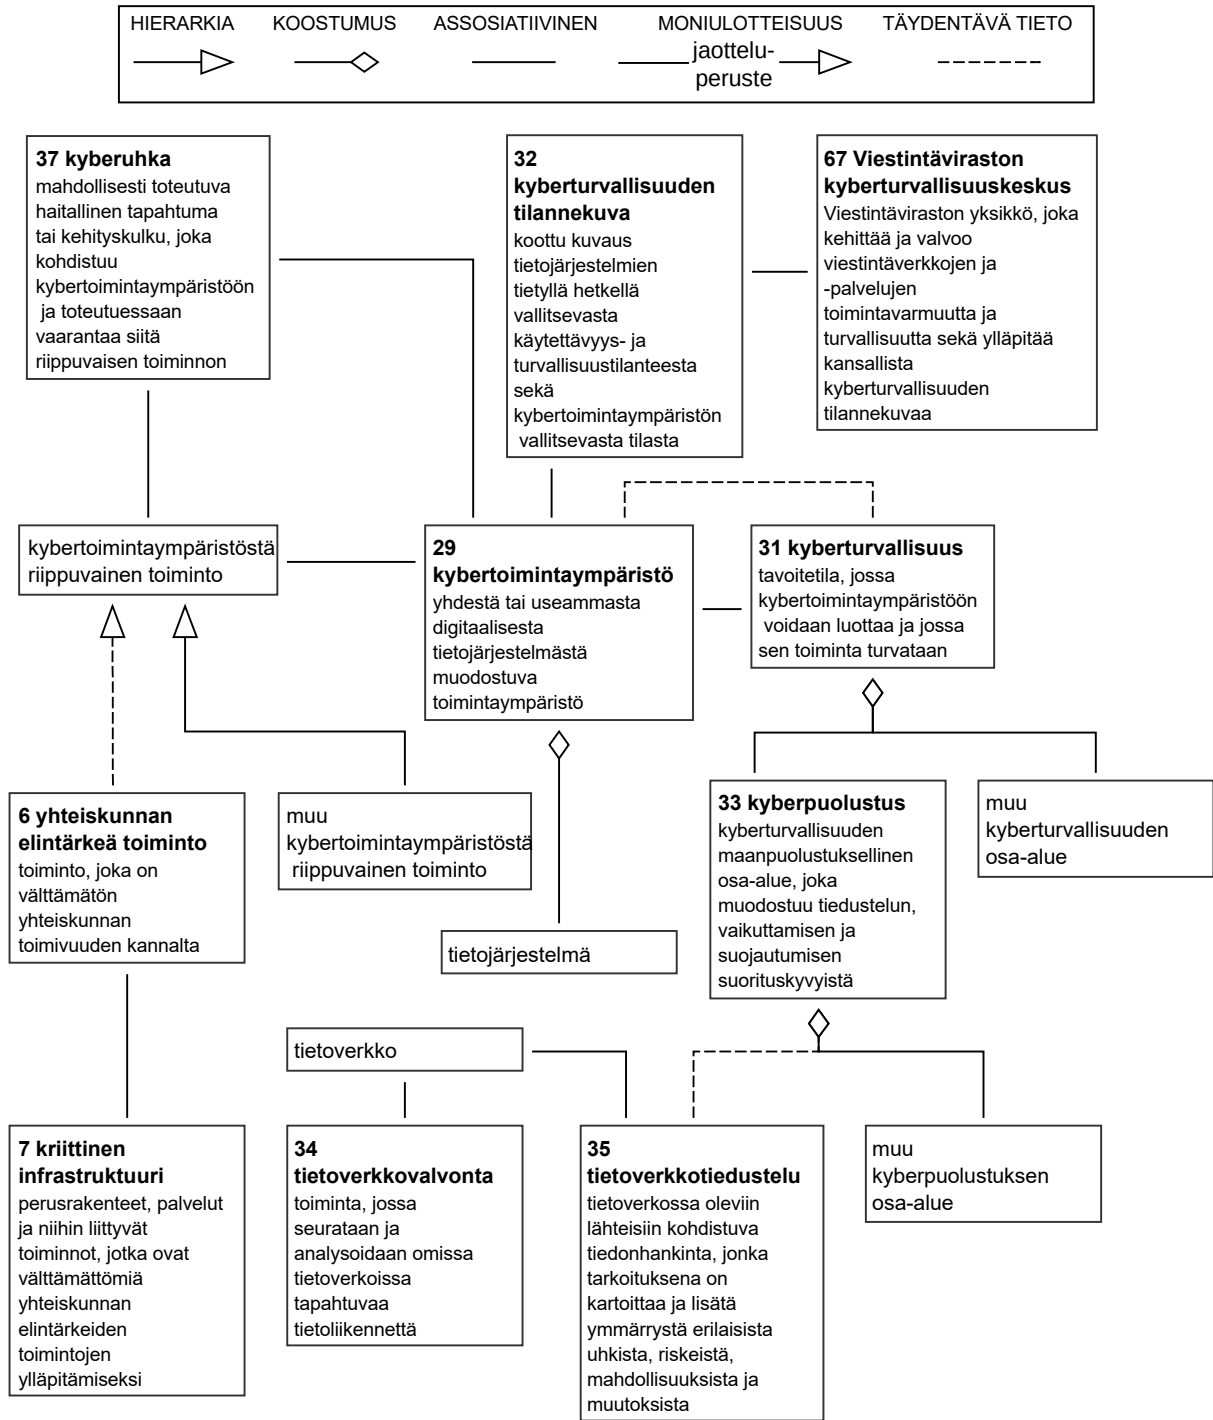 HIERARKIA
KOOSTUMUS
ASSOSIATIIVINEN
MONIULOTTEISUUS
TÄYDENTÄVÄ TIETO
jaottelu-
peruste
37 kyberuhka
mahdollisesti toteutuva
haitallinen tapahtuma
tai kehityskulku, joka
kohdistuu
kybertoimintaympäristöön
ja toteutuessaan
vaarantaa siitä
riippuvaisen toiminnon
32
kyberturvallisuuden
tilannekuva
koottu kuvaus
tietojärjestelmien
tietyllä hetkellä
vallitsevasta
käytettävyys- ja
turvallisuustilanteesta
sekä
kybertoimintaympäristön
vallitsevasta tilasta
67 Viestintäviraston
kyberturvallisuuskeskus
Viestintäviraston yksikkö, joka
kehittää ja valvoo
viestintäverkkojen ja
-palvelujen
toimintavarmuutta ja
turvallisuutta sekä ylläpitää
kansallista
kyberturvallisuuden
tilannekuvaa
kybertoimintaympäristöstä
riippuvainen toiminto
29
kybertoimintaympäristö
yhdestä tai useammasta
digitaalisesta
tietojärjestelmästä
muodostuva
toimintaympäristö
31 kyberturvallisuus
tavoitetila, jossa
kybertoimintaympäristöön
voidaan luottaa ja jossa
sen toiminta turvataan
6 yhteiskunnan
elintärkeä toiminto
toiminto, joka on
välttämätön
yhteiskunnan
toimivuuden kannalta
muu
kybertoimintaympäristöstä
riippuvainen toiminto
33 kyberpuolustus
kyberturvallisuuden
maanpuolustuksellinen
osa-alue, joka
muodostuu tiedustelun,
vaikuttamisen ja
suojautumisen
suorituskyvyistä
muu
kyberturvallisuuden
osa-alue
tietojärjestelmä
tietoverkko
7 kriittinen
infrastruktuuri
perusrakenteet, palvelut
ja niihin liittyvät
toiminnot, jotka ovat
välttämättömiä
yhteiskunnan
elintärkeiden
toimintojen
ylläpitämiseksi
34
tietoverkkovalvonta
toiminta, jossa
seurataan ja
analysoidaan omissa
tietoverkoissa
tapahtuvaa
tietoliikennettä
35
tietoverkkotiedustelu
tietoverkossa oleviin
lähteisiin kohdistuva
tiedonhankinta, jonka
tarkoituksena on
kartoittaa ja lisätä
ymmärrystä erilaisista
uhkista, riskeistä,
mahdollisuuksista ja
muutoksista
muu
kyberpuolustuksen
osa-alue